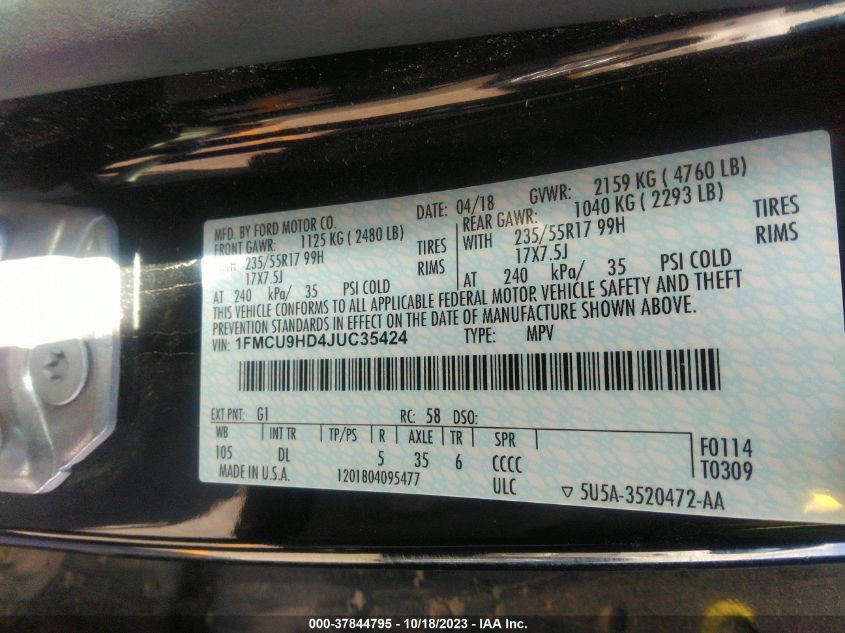 MFD. BY FORD MOTOR CO. DATE: 04/18 GVWR: 2159 KG ( 4760 LB)
FRONT GAWR: 1125 KG ( 2480 LB) REAR GAWR: 1040 KG ( 2293 LB)
WITH 235/55R17 99H TIRES WITH 235/55R17 99H TIRES
17X7.5J RIMS 17X7.5J RIMS
AT 240 kPa/ 35 PSI COLD AT 240 kPa/ 35 PSI COLD
THIS VEHICLE CONFORMS TO ALL APPLICABLE FEDERAL MOTOR VEHICLE SAFETY AND THEFT
PREVENTION STANDARDS IN EFFECT ON THE DATE OF MANUFACTURE SHOWN ABOVE.
VIN: 1FMCU9HD4JUC35424 TYPE: MPV
EXT PNT: G1 RC: 58 DSO:
WB INT TR TP/PS R AXLE TR SPR
105 DL 5 35 6 CCCC
F0114
T0309
MADE IN U.S.A. 1201804095477 ULC ▽ 5U5A-3520472-AA
000-37844795 - 10/18/2023 - IAA Inc.